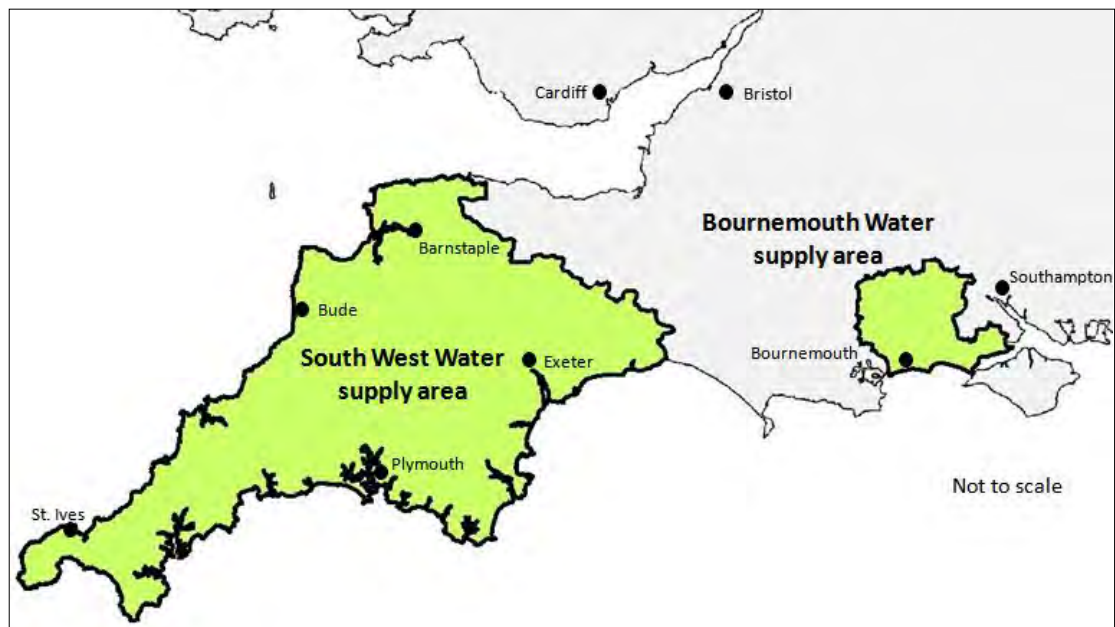 Cardiff
Bristol
Bournemouth Water
supply area
Barnstaple
Southampton
Bude
South West Water
supply area
Exeter
Bournemouth
Plymouth
Not to scale
St. Ives